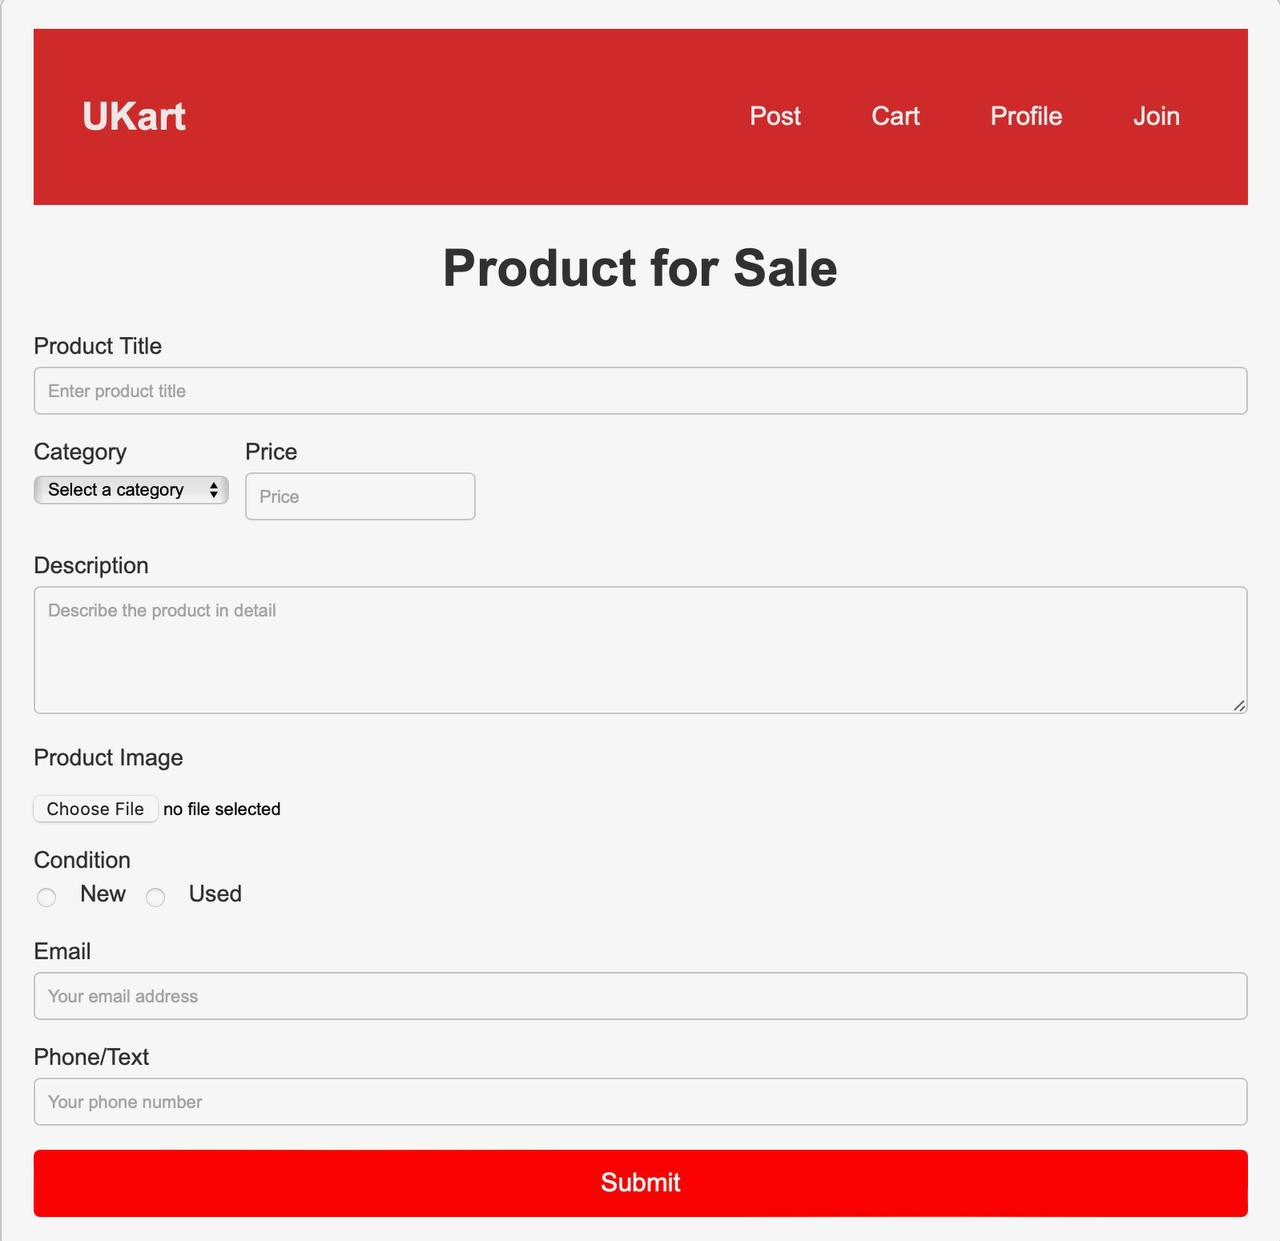 UKart Post Cart Profile Join
Product for Sale
Product Title
Enter product title
Category Price
Select a category Price
Description
Describe the product in detail
Product Image
Choose File no file selected
Condition
New Used
Email
Your email address
Phone/Text
Your phone number
Submit